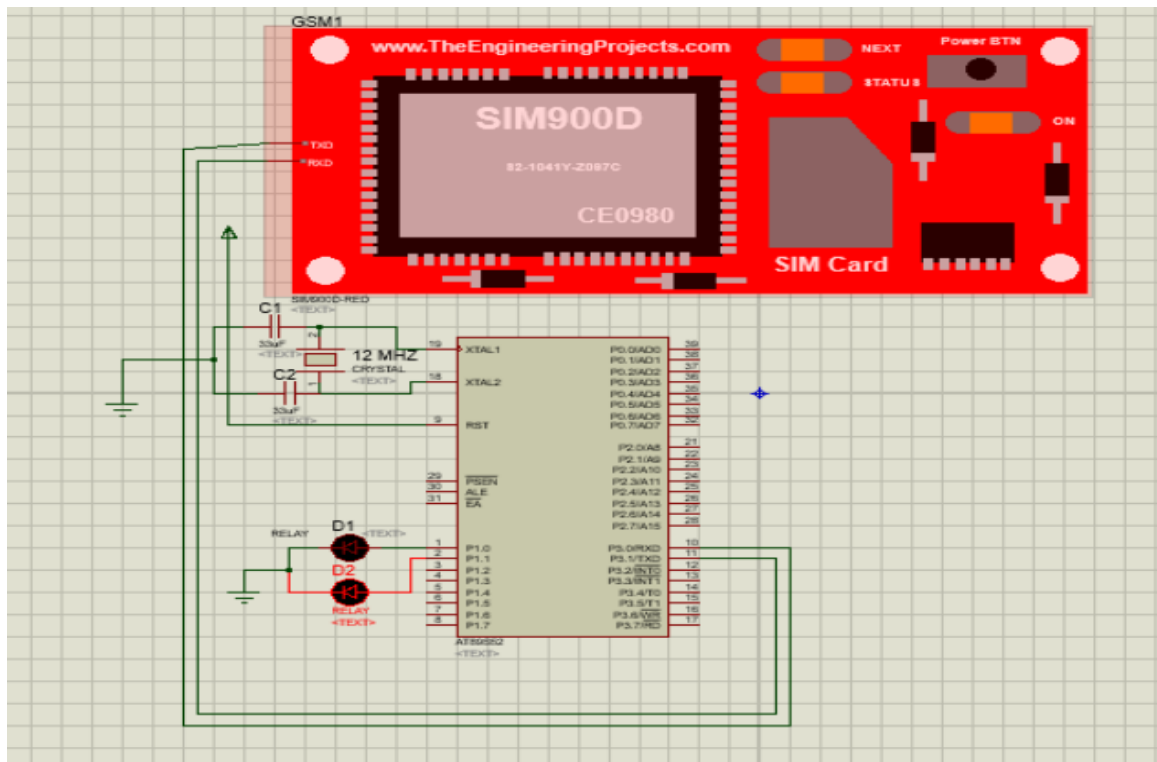 GSM1
www.TheEngineeringProjects.com
NEXT
STATUS
Power BTN
ON
SIM900D
CE0980
SIM Card
TXD
RXD
SIM900D-RED
<TEXT>
C1
33uF
<TEXT>
2
12 MHZ
CRYSTAL
<TEXT>
C2
1
33uF
<TEXT>
19
XTAL1
18
XTAL2
9
RST
29
PSEN
30
ALE
31
EA
1
P1.0
2
P1.1
3
P1.2
4
P1.3
5
P1.4
6
P1.5
7
P1.6
8
P1.7
P0.0/AD0
39
P0.1/AD1
38
P0.2/AD2
37
P0.3/AD3
36
P0.4/AD4
35
P0.5/AD5
34
P0.6/AD6
33
P0.7/AD7
32
P2.0/A8
21
P2.1/A9
22
P2.2/A10
23
P2.3/A11
24
P2.4/A12
25
P2.5/A13
26
P2.6/A14
27
P2.7/A15
28
P3.0/RXD
10
P3.1/TXD
11
P3.2/INT0
12
P3.3/INT1
13
P3.4/T0
14
P3.5/T1
15
P3.6/WR
16
P3.7/RD
17
AT89S52
<TEXT>
RELAY
D1
<TEXT>
D2
RELAY
<TEXT>